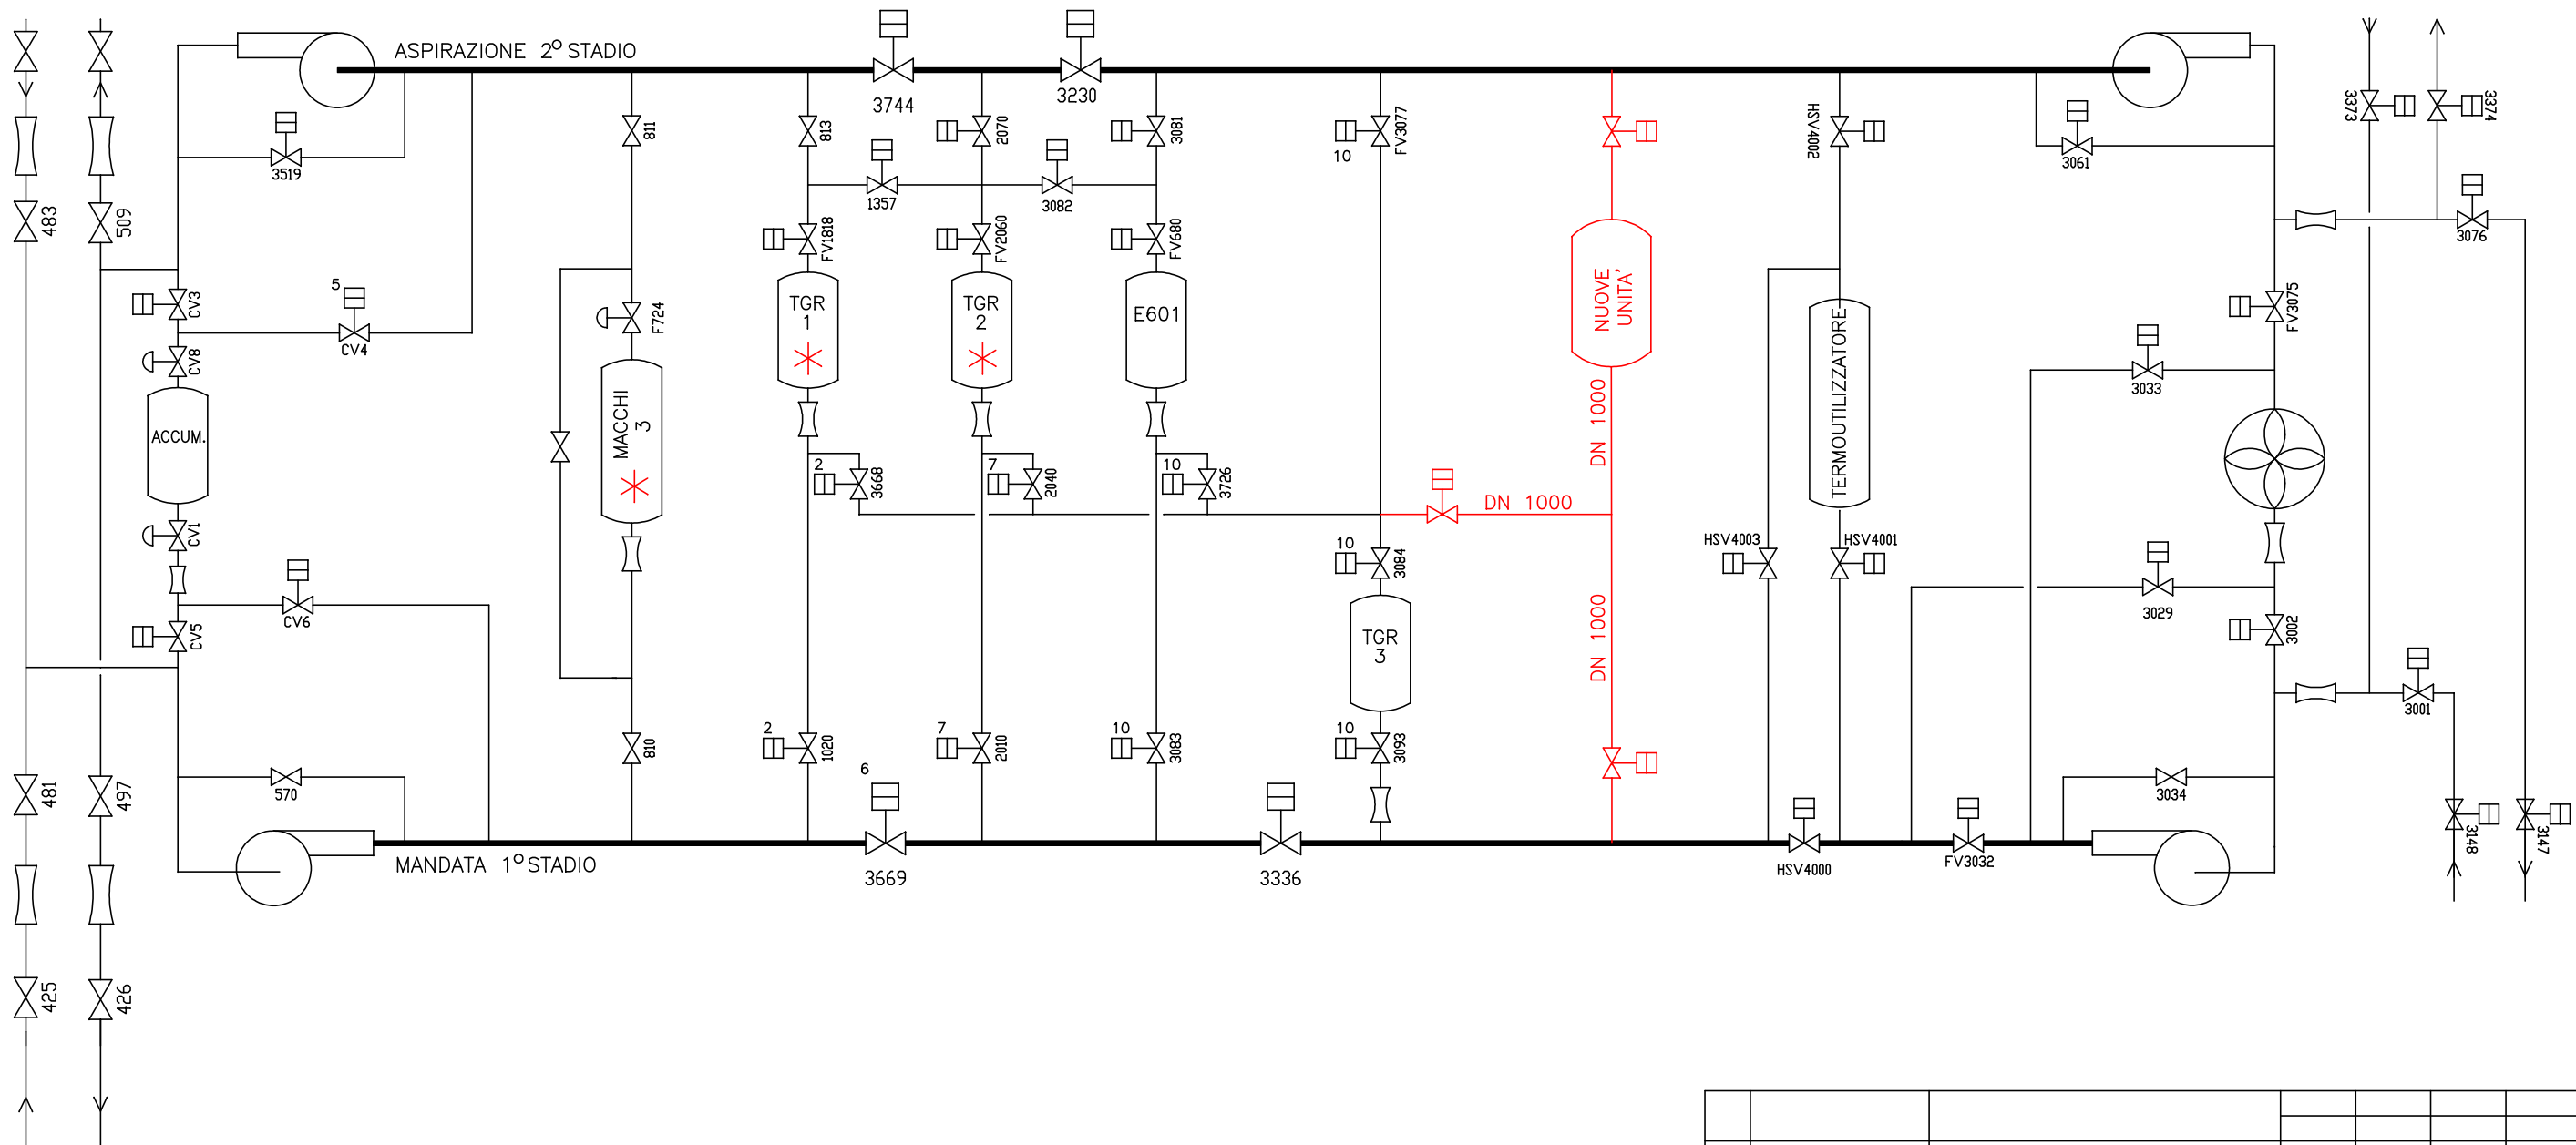 ASPIRAZIONE 2° STADIO
3744
3230
3519
811
813
2070
3081
10
FV3077
HSV4002
3061
3373
3374
483
509
1357
3082
3076
FV1818
FV2060
FV680
CV3
5
CV4
CV8
F724
TGR
1
TGR
2
E601
NUOVE
UNITA'
TERMOUTILIZZATORE
FV3075
3033
ACCUM.
MACCHI
3
DN 1000
2
3668
7
2040
10
3726
DN 1000
CV1
10
3084
HSV4003
HSV4001
CV6
CV5
TGR
3
DN 1000
3029
3002
3001
481
497
570
810
2
1020
7
2010
10
3083
10
3093
3034
6
3669
3336
HSV4000
FV3032
3148
3147
MANDATA 1° STADIO
425
426